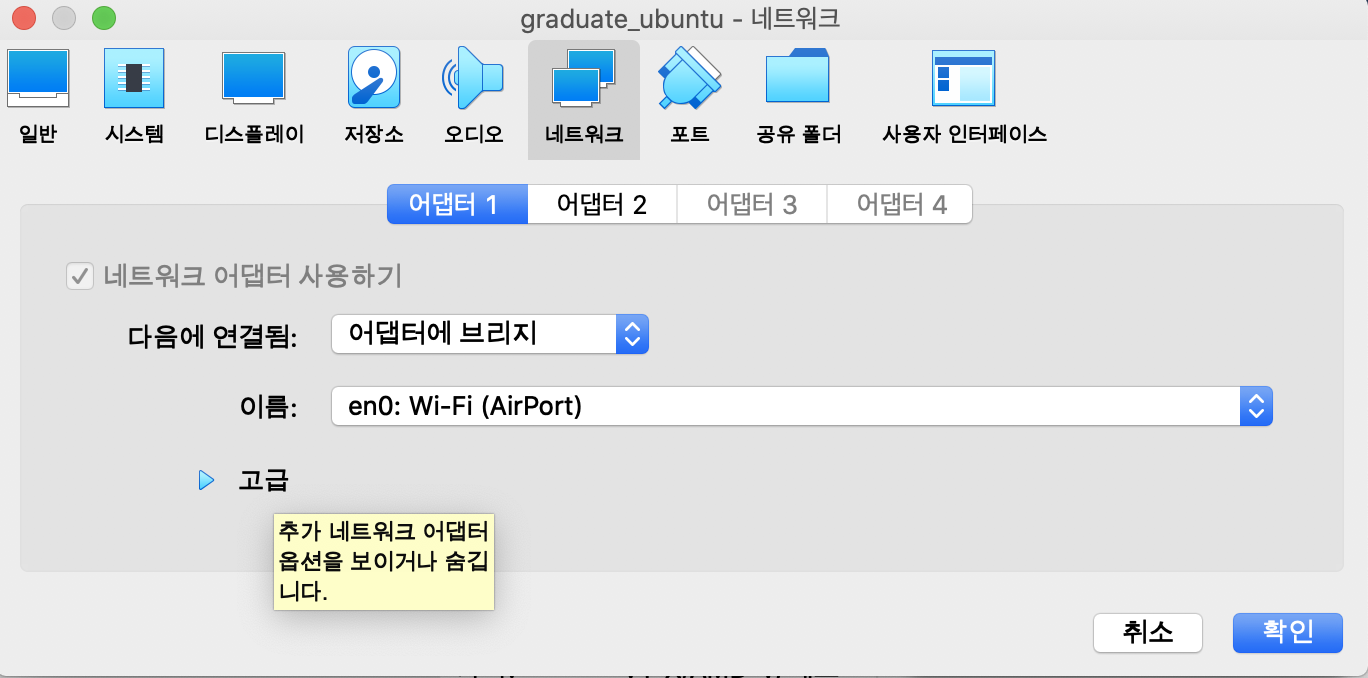 graduate_ubuntu - 네트워크
일반 시스템 디스플레이 저장소 오디오 네트워크 포트 공유 폴더 사용자 인터페이스
어댑터 1 어댑터 2 어댑터 3 어댑터 4
네트워크 어댑터 사용하기
다음에 연결됨: 어댑터에 브리지
이름: en0: Wi-Fi (AirPort)
고급
추가 네트워크 어댑터
옵션을 보이거나 숨깁
니다.
취소 확인